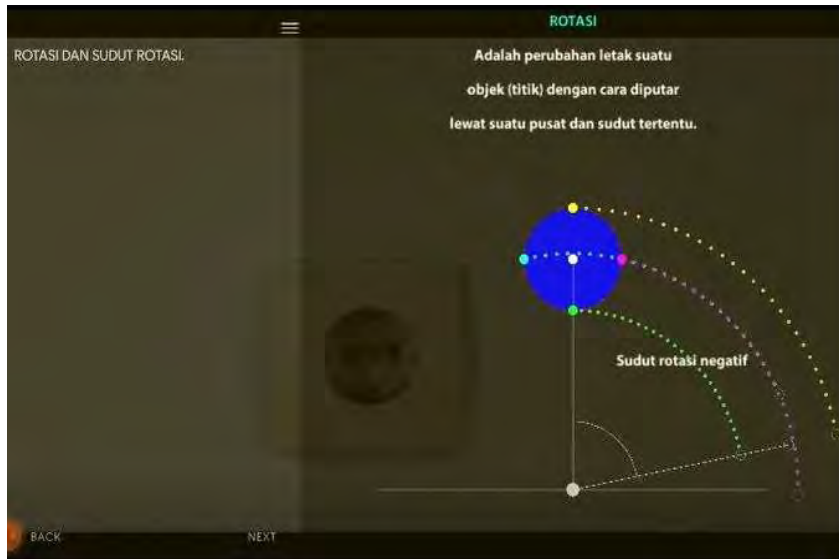 ROTASI DAN SUDUT ROTASI.
ROTASI
Adalah perubahan letak suatu
objek (titik) dengan cara diputar
lewat suatu pusat dan sudut tertentu.
Sudut rotasi negatif
BACK
NEXT